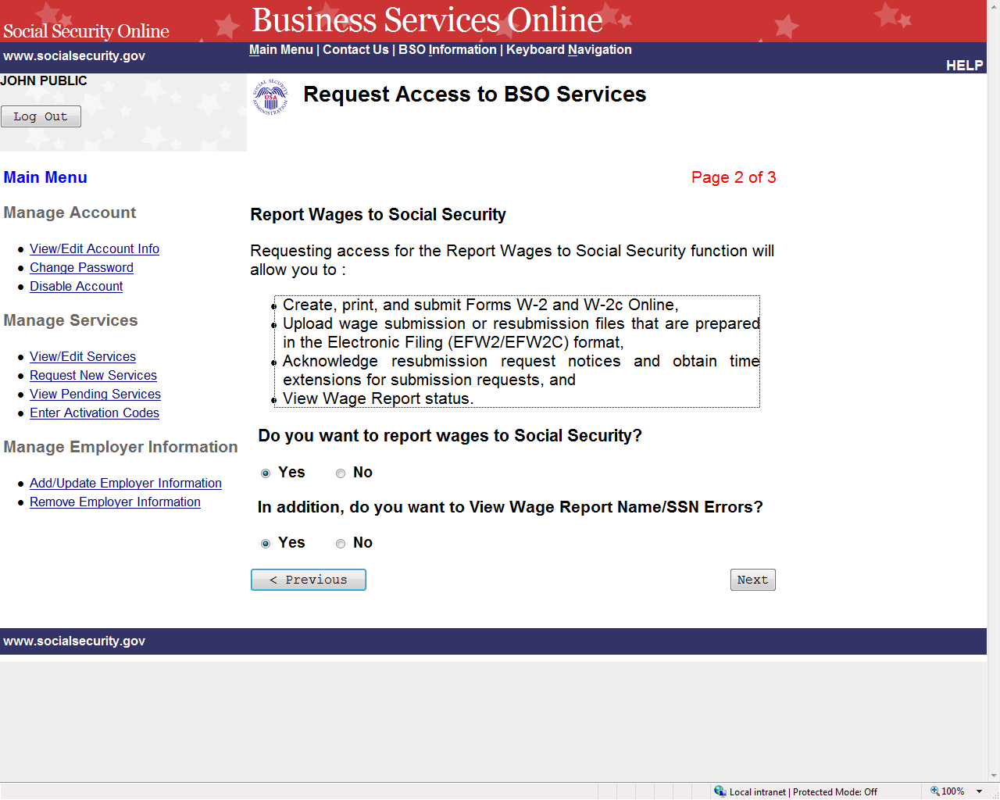 Social Security Online
Business Services Online
www.socialsecurity.gov
Main Menu | Contact Us | BSO Information | Keyboard Navigation
HELP
JOHN PUBLIC
Log Out
SOCIAL SECURITY
USA
ADMINISTRATION
Request Access to BSO Services
Main Menu
Manage Account
View/Edit Account Info
Change Password
Disable Account
Manage Services
View/Edit Services
Request New Services
View Pending Services
Enter Activation Codes
Manage Employer Information
Add/Update Employer Information
Remove Employer Information
Page 2 of 3
Report Wages to Social Security
Requesting access for the Report Wages to Social Security function will
allow you to :
Create, print, and submit Forms W-2 and W-2c Online,
Upload wage submission or resubmission files that are prepared
in the Electronic Filing (EFW2/EFW2C) format,
Acknowledge resubmission request notices and obtain time
extensions for submission requests, and
View Wage Report status.
Do you want to report wages to Social Security?
Yes No
In addition, do you want to View Wage Report Name/SSN Errors?
Yes No
< Previous
Next
www.socialsecurity.gov
Local intranet | Protected Mode: Off
100%